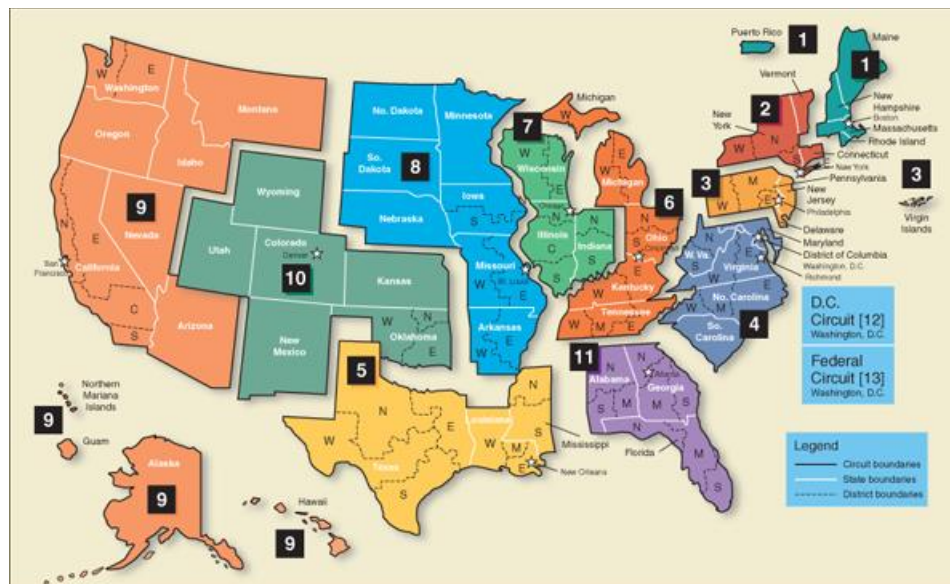 Puerto Rico
1
Maine
1
Vermont
New
Hampshire
Boston
Massachusetts
Rhode Island
2
New
York
W
N
S
E
Connecticut
New York
Pennsylvania
3
W
M
E
New
Jersey
Philadelphia
Delaware
Maryland
District of Columbia
Washington, D.C.
Richmond
3
Virgin
Islands
W
E
Washington
Montana
Oregon
Idaho
9
Nevada
N
E
San
Francisco
California
C
S
Arizona
Wyoming
Utah
Colorado
Denver
10
Kansas
New
Mexico
W
N
E
Oklahoma
No. Dakota
Minnesota
So.
Dakota
8
Nebraska
Iowa
N
S
Missouri
W
E
St. Louis
Arkansas
W
E
7
W
E
Wisconsin
Chicago
N
Illinois
C
S
N
Indiana
S
Michigan
W
W
E
Michigan
6
N
Ohio
S
E
Kentucky
W
Tennessee
W
M
E
N
S
W. Va.
W
E
Virginia
W
M
E
No. Carolina
So.
Carolina
4
D.C.
Circuit [12]
Washington, D.C.
Federal
Circuit [13]
Washington, D.C.
5
N
W
E
Texas
S
Louisiana
W
M
E
N
S
Mississippi
New Orleans
11
N
Alabama
M
S
N
Atlanta
Georgia
M
S
N
Florida
M
S
Northern
Mariana
Islands
9
Guam
Alaska
9
Hawaii
9
Legend
Circuit boundaries
State boundaries
District boundaries